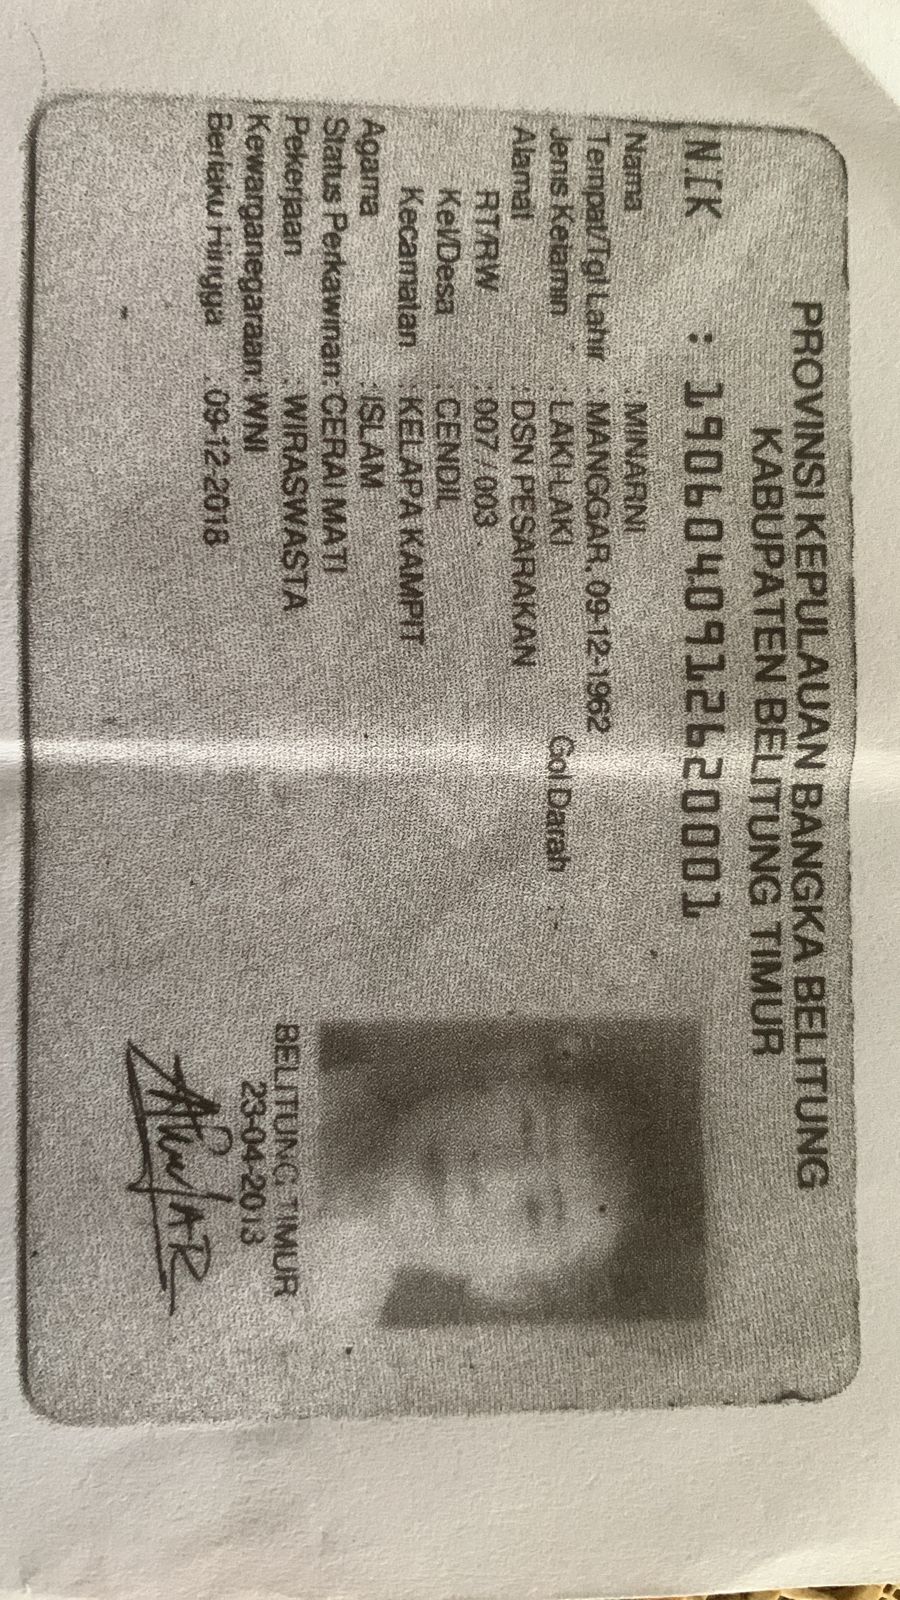 PROVINSI KEPULAUAN BANGKA BELITUNG
KABUPATEN BELITUNG TIMUR
NIK : 1906040912620001
Nama : MINARNI
Tempat/Tgl Lahir : MANGGAR, 09-12-1962
Jenis Kelamin : LAKI-LAKI Gol Darah : -
Alamat : DSN PESARAKAN
RT/RW : 007 / 003
Kel/Desa : CENDIL
Kecamatan : KELAPA KAMPIT
Agama : ISLAM
Status Perkawinan : CERAI MATI
Pekerjaan : WIRASWASTA
Kewarganegaraan : WNI
Berlaku Hingga : 09-12-2018
BELITUNG TIMUR
23-04-2013